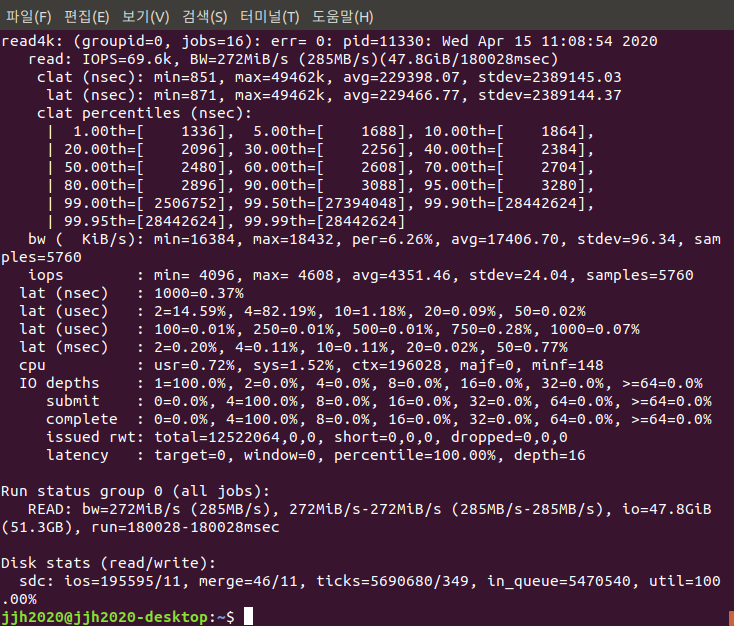 파일(F) 편집(E) 보기(V) 검색(S) 터미널(T) 도움말(H)
read4k: (groupid=0, jobs=16): err= 0: pid=11330: Wed Apr 15 11:08:54 2020
   read: IOPS=69.6k, BW=272MiB/s (285MB/s)(47.8GiB/180028msec)
    clat (nsec): min=851, max=49462k, avg=229398.07, stdev=2389145.03
     lat (nsec): min=871, max=49462k, avg=229466.77, stdev=2389144.37
    clat percentiles (nsec):
     |  1.00th=[    1336],  5.00th=[    1688], 10.00th=[    1864],
     | 20.00th=[    2096], 30.00th=[    2256], 40.00th=[    2384],
     | 50.00th=[    2480], 60.00th=[    2608], 70.00th=[    2704],
     | 80.00th=[    2896], 90.00th=[    3088], 95.00th=[    3280],
     | 99.00th=[ 2506752], 99.50th=[27394048], 99.90th=[28442624],
     | 99.95th=[28442624], 99.99th=[28442624]
   bw (  KiB/s): min=16384, max=18432, per=6.26%, avg=17406.70, stdev=96.34, sam
ples=5760
   iops        : min= 4096, max= 4608, avg=4351.46, stdev=24.04, samples=5760
  lat (nsec)   : 1000=0.37%
  lat (usec)   : 2=14.59%, 4=82.19%, 10=1.18%, 20=0.09%, 50=0.02%
  lat (usec)   : 100=0.01%, 250=0.01%, 500=0.01%, 750=0.28%, 1000=0.07%
  lat (msec)   : 2=0.20%, 4=0.11%, 10=0.11%, 20=0.02%, 50=0.77%
  cpu          : usr=0.72%, sys=1.52%, ctx=196028, majf=0, minf=148
  IO depths    : 1=100.0%, 2=0.0%, 4=0.0%, 8=0.0%, 16=0.0%, 32=0.0%, >=64=0.0%
     submit    : 0=0.0%, 4=100.0%, 8=0.0%, 16=0.0%, 32=0.0%, 64=0.0%, >=64=0.0%
     complete  : 0=0.0%, 4=100.0%, 8=0.0%, 16=0.0%, 32=0.0%, 64=0.0%, >=64=0.0%
     issued rwt: total=12522064,0,0, short=0,0,0, dropped=0,0,0
     latency   : target=0, window=0, percentile=100.00%, depth=16
Run status group 0 (all jobs):
   READ: bw=272MiB/s (285MB/s), 272MiB/s-272MiB/s (285MB/s-285MB/s), io=47.8GiB
(51.3GB), run=180028-180028msec
Disk stats (read/write):
  sdc: ios=195595/11, merge=46/11, ticks=5690680/349, in_queue=5470540, util=100
.00%
jjh2020@jjh2020-desktop:~$